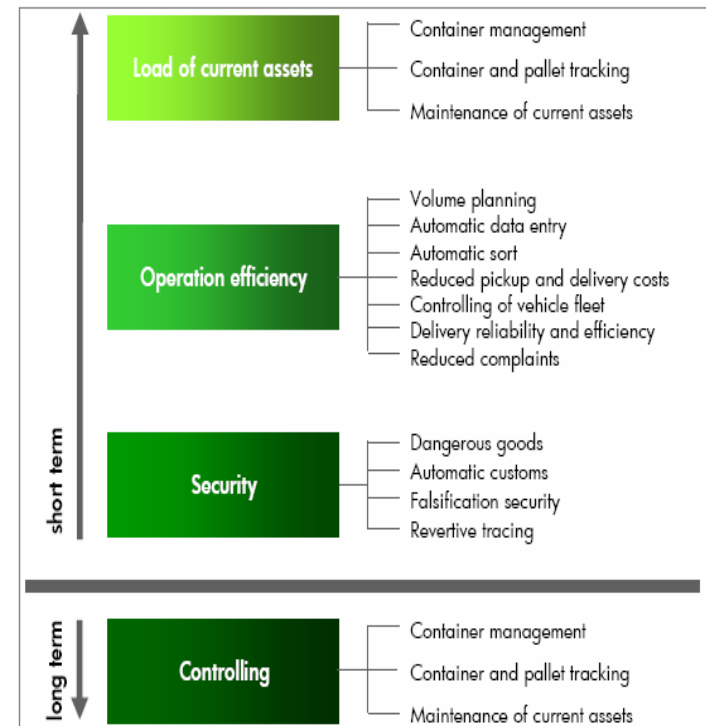 Load of current assets
Container management
Container and pallet tracking
Maintenance of current assets
Operation efficiency
Volume planning
Automatic data entry
Automatic sort
Reduced pickup and delivery costs
Controlling of vehicle fleet
Delivery reliability and efficiency
Reduced complaints
short term
Security
Dangerous goods
Automatic customs
Falsification security
Revertive tracing
long term
Controlling
Container management
Container and pallet tracking
Maintenance of current assets